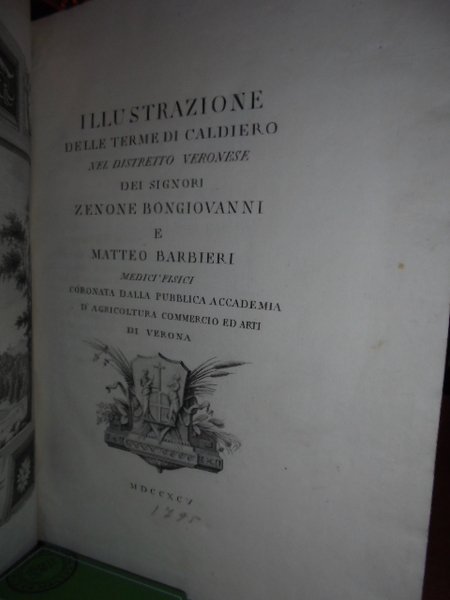 ILLUSTRAZIONE
DELLE TERME DI CALDIERO
NEL DISTRETTO VERONESE
DEI SIGNORI
ZENONE BONGIOVANNI
E
MATTEO BARBIERI
MEDICI FISICI
CORONATA DALLA PUBBLICA ACCADEMIA
D'AGRICOLTURA COMMERCIO ED ARTI
DI VERONA
MDCCXCV
1795